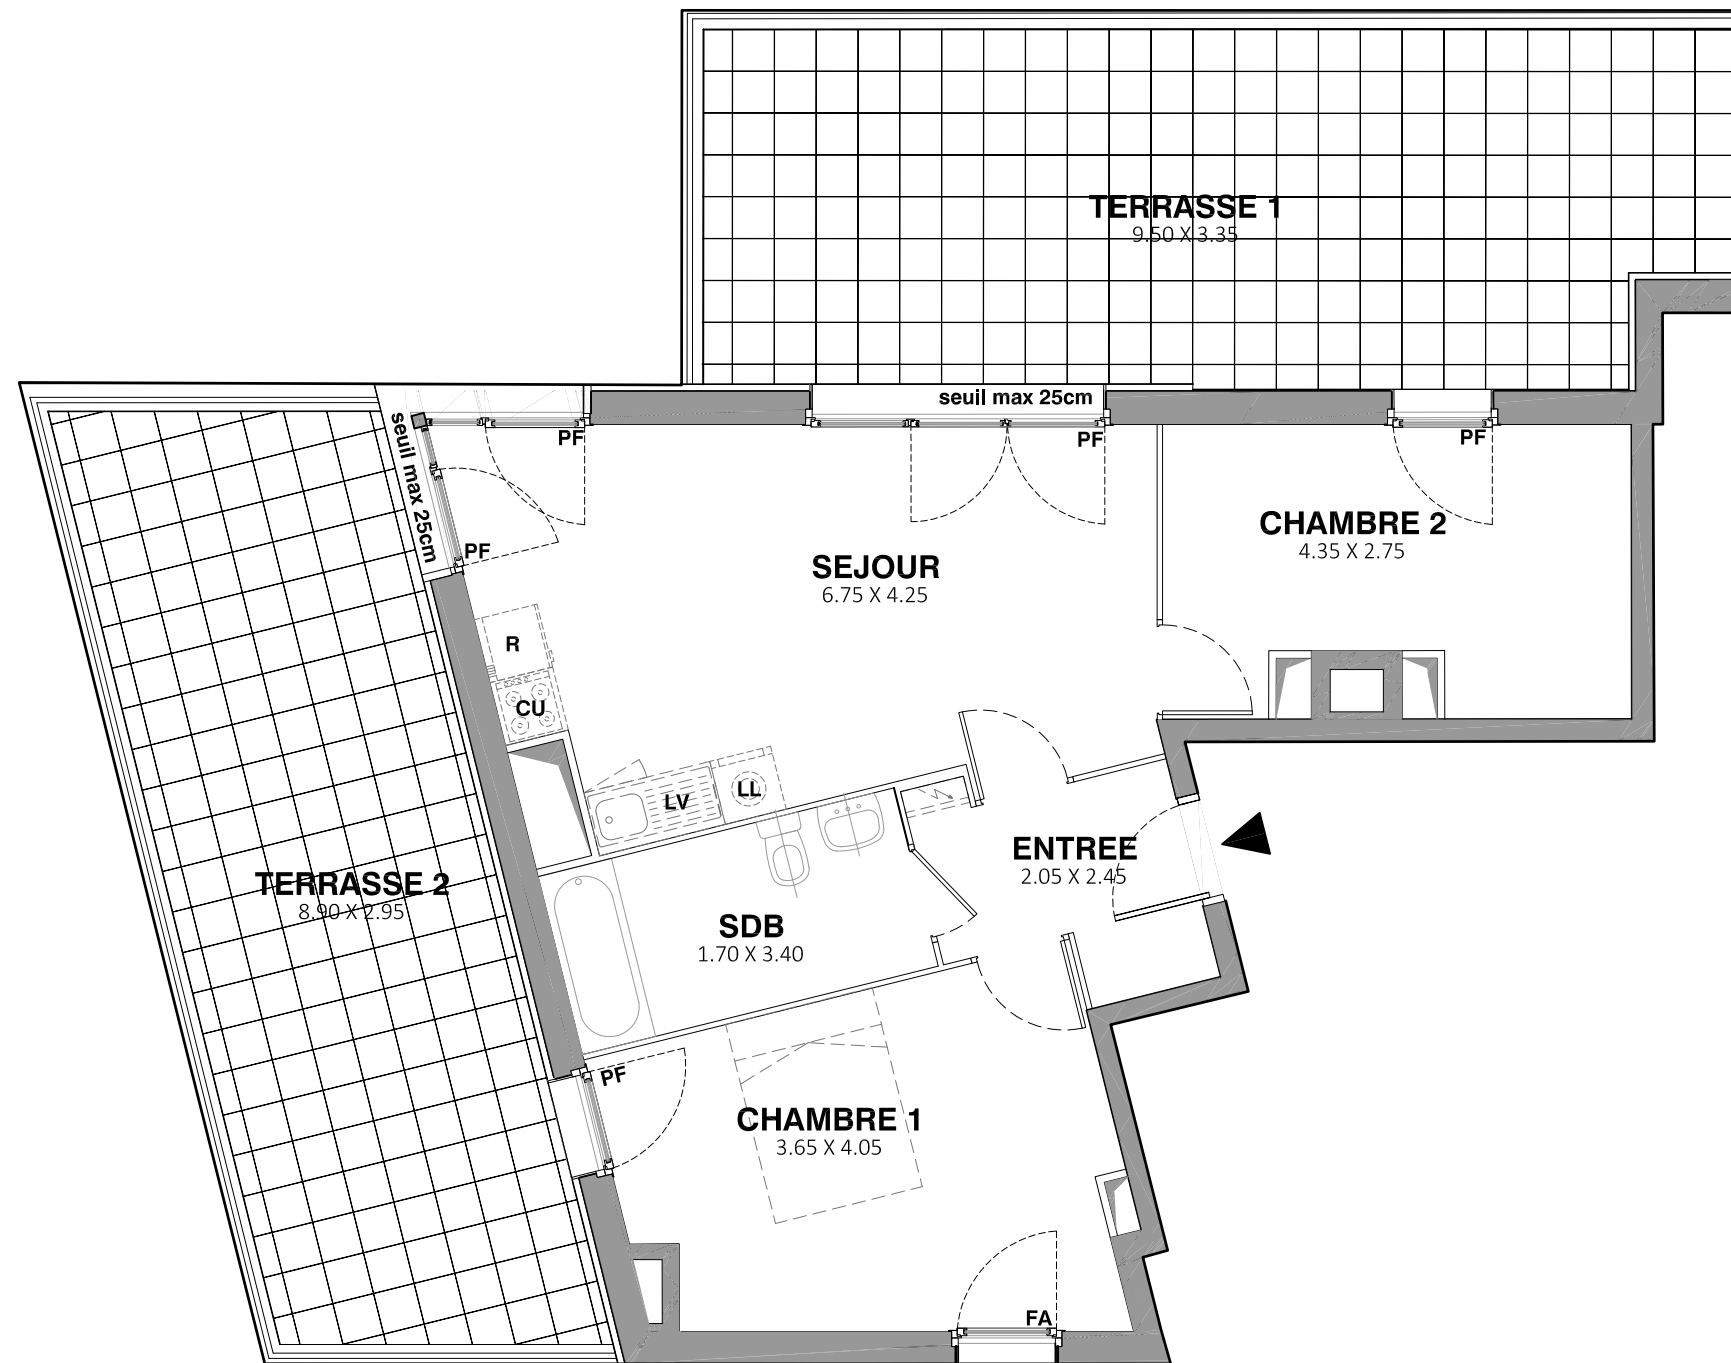 TERRASSE 1
9.50 X 3.35
seuil max 25cm
PF
PF
PF
seuil max 25cm
PF
CHAMBRE 2
4.35 X 2.75
SEJOUR
6.75 X 4.25
R
CU
LV
LL
ENTREE
2.05 X 2.45
TERRASSE 2
8.90 X 2.95
SDB
1.70 X 3.40
PF
CHAMBRE 1
3.65 X 4.05
FA